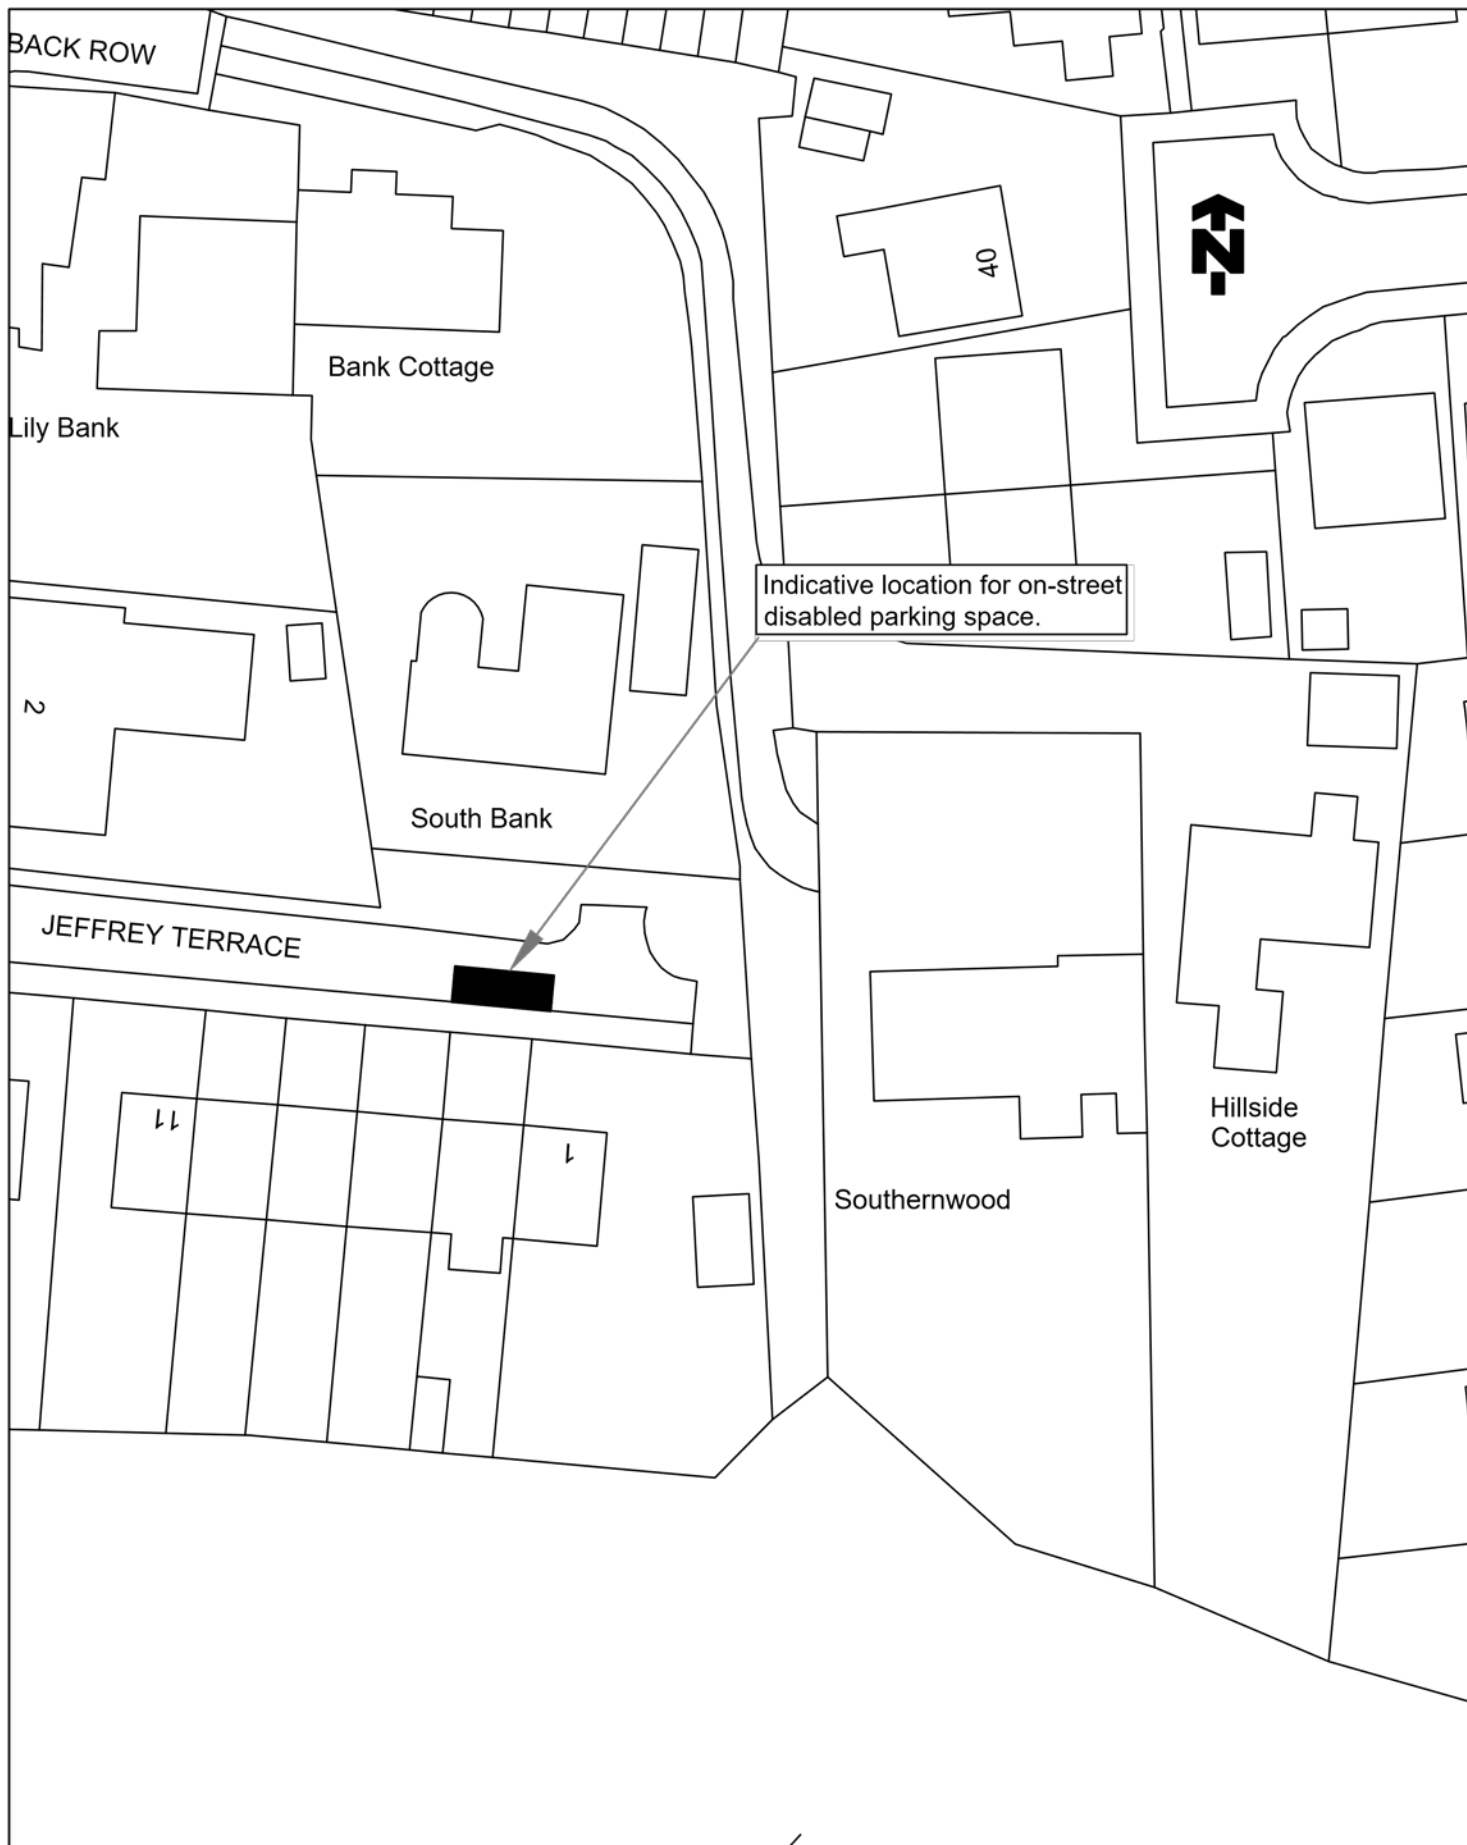 BACK ROW
40
N
Bank Cottage
Lily Bank
Indicative location for on-street
disabled parking space.
2
South Bank
JEFFREY TERRACE
11
1
Hillside
Cottage
Southernwood